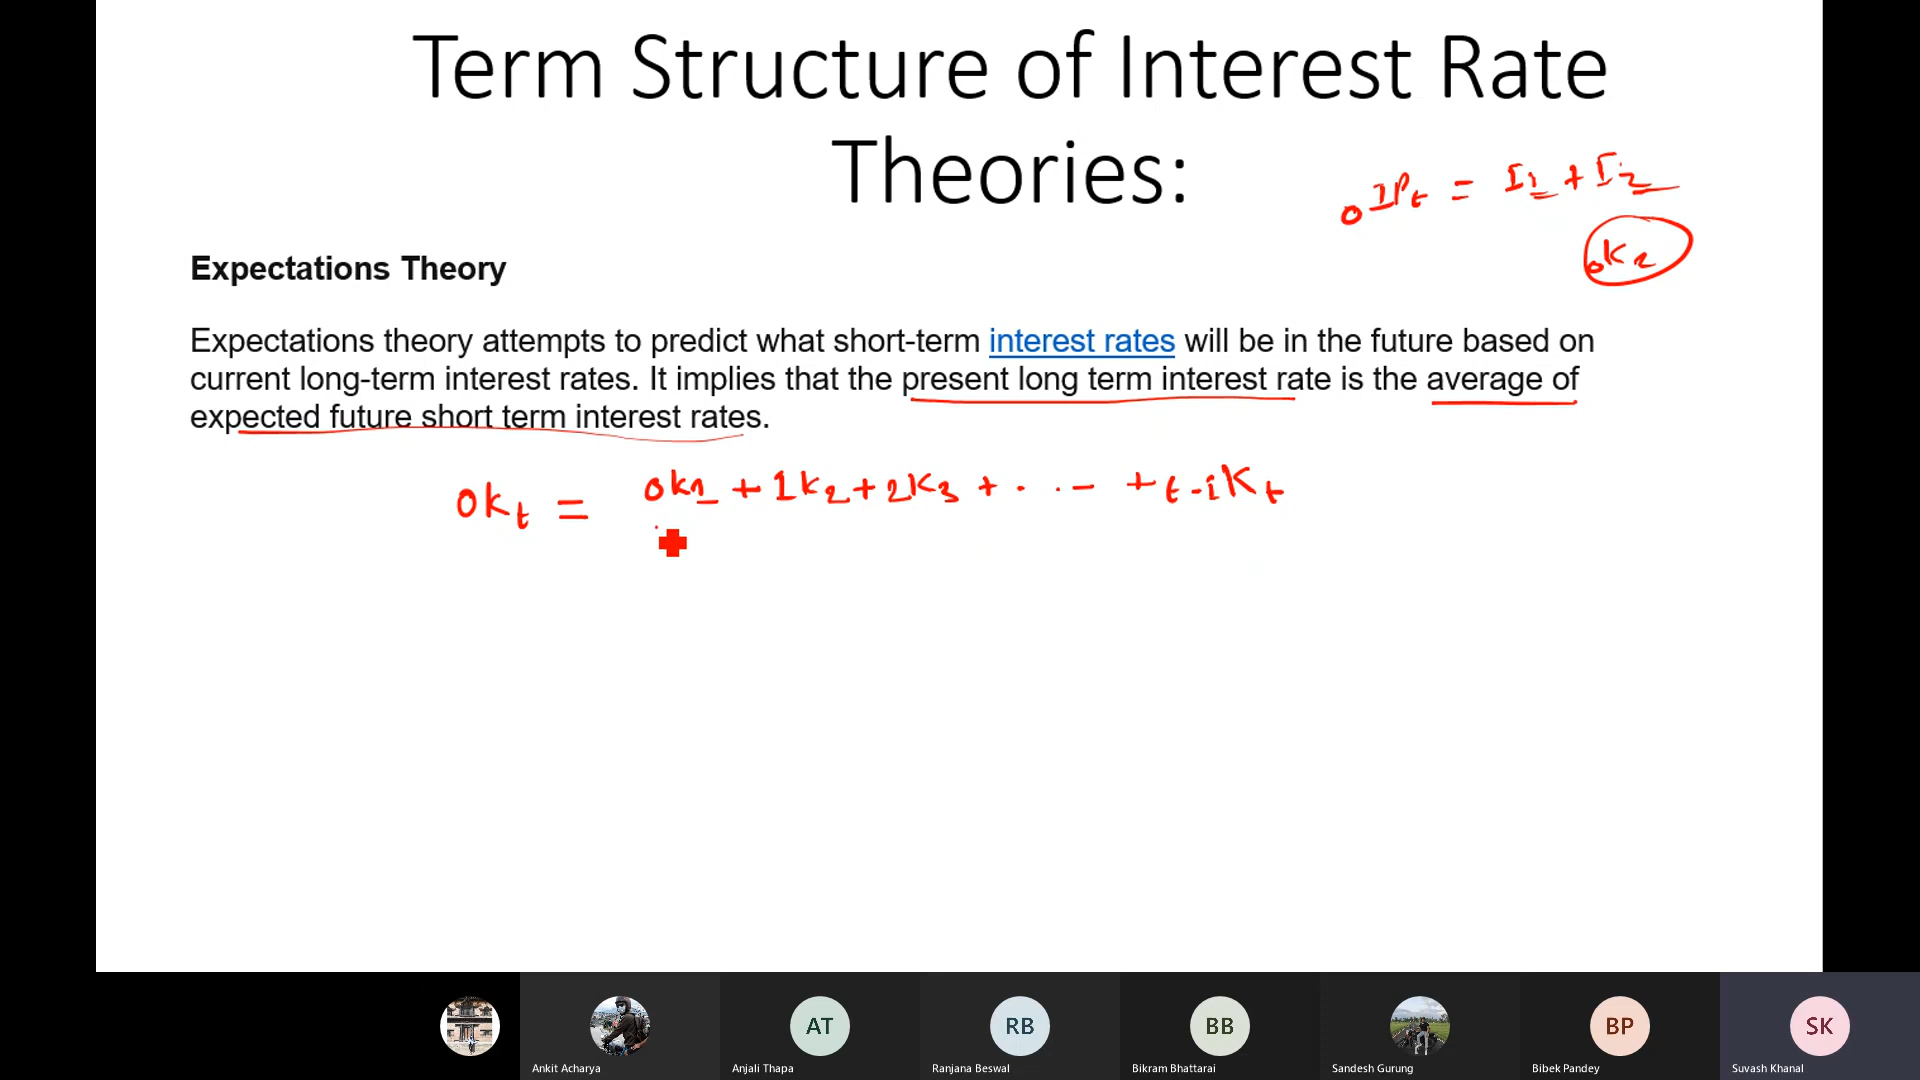 Term Structure of Interest Rate
Theories:
₀IPₜ = I₁ + I₂
₀k₂
Expectations Theory
Expectations theory attempts to predict what short-term interest rates will be in the future based on
current long-term interest rates. It implies that the present long term interest rate is the average of
expected future short term interest rates.
0kₜ = 0k₁ + 1k₂ + 2k₃ + . . . + ₜ₋₁Kₜ
AT RB BB BP SK
Ankit Acharya Anjali Thapa Ranjana Beswal Bikram Bhattarai Sandesh Gurung Bibek Pandey Suvash Khanal